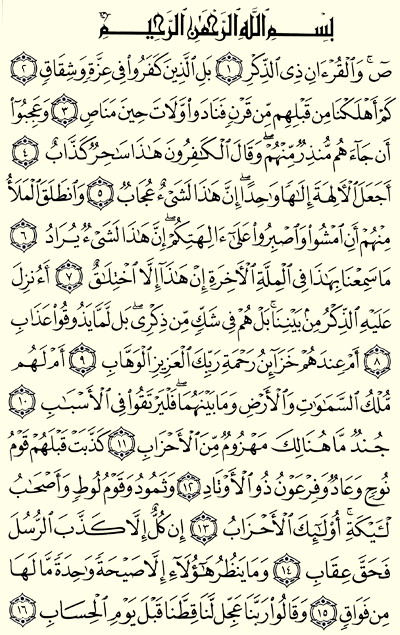 بِسْمِ ٱللَّهِ ٱلرَّحْمَٰنِ ٱلرَّحِيمِ
صٓ ۚ وَٱلْقُرْءَانِ ذِى ٱلذِّكْرِ ١ بَلِ ٱلَّذِينَ كَفَرُوا۟ فِى عِزَّةٍ وَشِقَاقٍ ٢
كَمْ أَهْلَكْنَا مِن قَبْلِهِم مِّن قَرْنٍ فَنَادَوا۟ وَّلَاتَ حِينَ مَنَاصٍ ٣ وَعَجِبُوٓا۟
أَن جَآءَهُم مُّنذِرٌ مِّنْهُمْ ۖ وَقَالَ ٱلْكَٰفِرُونَ هَٰذَا سَٰحِرٌ كَذَّابٌ ٤
أَجَعَلَ ٱلْـَٔالِهَةَ إِلَٰهًا وَٰحِدًا ۖ إِنَّ هَٰذَا لَشَىْءٌ عُجَابٌ ٥ وَٱنطَلَقَ ٱلْمَلَأُ
مِنْهُمْ أَنِ ٱمْشُوا۟ وَٱصْبِرُوا۟ عَلَىٰٓ ءَالِهَتِكُمْ ۖ إِنَّ هَٰذَا لَشَىْءٌ يُرَادُ ٦
مَا سَمِعْنَا بِهَٰذَا فِى ٱلْمِلَّةِ ٱلْـَٔاخِرَةِ إِنْ هَٰذَآ إِلَّا ٱخْتِلَٰقٌ ٧ أَءُنزِلَ
عَلَيْهِ ٱلذِّكْرُ مِنۢ بَيْنِنَا ۚ بَلْ هُمْ فِى شَكٍّ مِّن ذِكْرِى ۖ بَل لَّمَّا يَذُوقُوا۟ عَذَابِ
٨ أَمْ عِندَهُمْ خَزَآئِنُ رَحْمَةِ رَبِّكَ ٱلْعَزِيزِ ٱلْوَهَّابِ ٩ أَمْ لَهُم
مُّلْكُ ٱلسَّمَٰوَٰتِ وَٱلْأَرْضِ وَمَا بَيْنَهُمَا ۖ فَلْيَرْتَقُوا۟ فِى ٱلْأَسْبَٰبِ ١٠
جُندٌ مَّا هُنَالِكَ مَهْزُومٌ مِّنَ ٱلْأَحْزَابِ ١١ كَذَّبَتْ قَبْلَهُمْ قَوْمُ
نُوحٍ وَعَادٌ وَفِرْعَوْنُ ذُو ٱلْأَوْتَادِ ١٢ وَثَمُودُ وَقَوْمُ لُوطٍ وَأَصْحَٰبُ
لْـَٔيْكَةِ ۚ أُو۟لَٰٓئِكَ ٱلْأَحْزَابُ ١٣ إِن كُلٌّ إِلَّا كَذَّبَ ٱلرُّسُلَ
فَحَقَّ عِقَابِ ١٤ وَمَا يَنظُرُ هَٰٓؤُلَآءِ إِلَّا صَيْحَةً وَٰحِدَةً مَّا لَهَا
مِن فَوَاقٍ ١٥ وَقَالُوا۟ رَبَّنَا عَجِّل لَّنَا قِطَّنَا قَبْلَ يَوْمِ ٱلْحِسَابِ ١٦